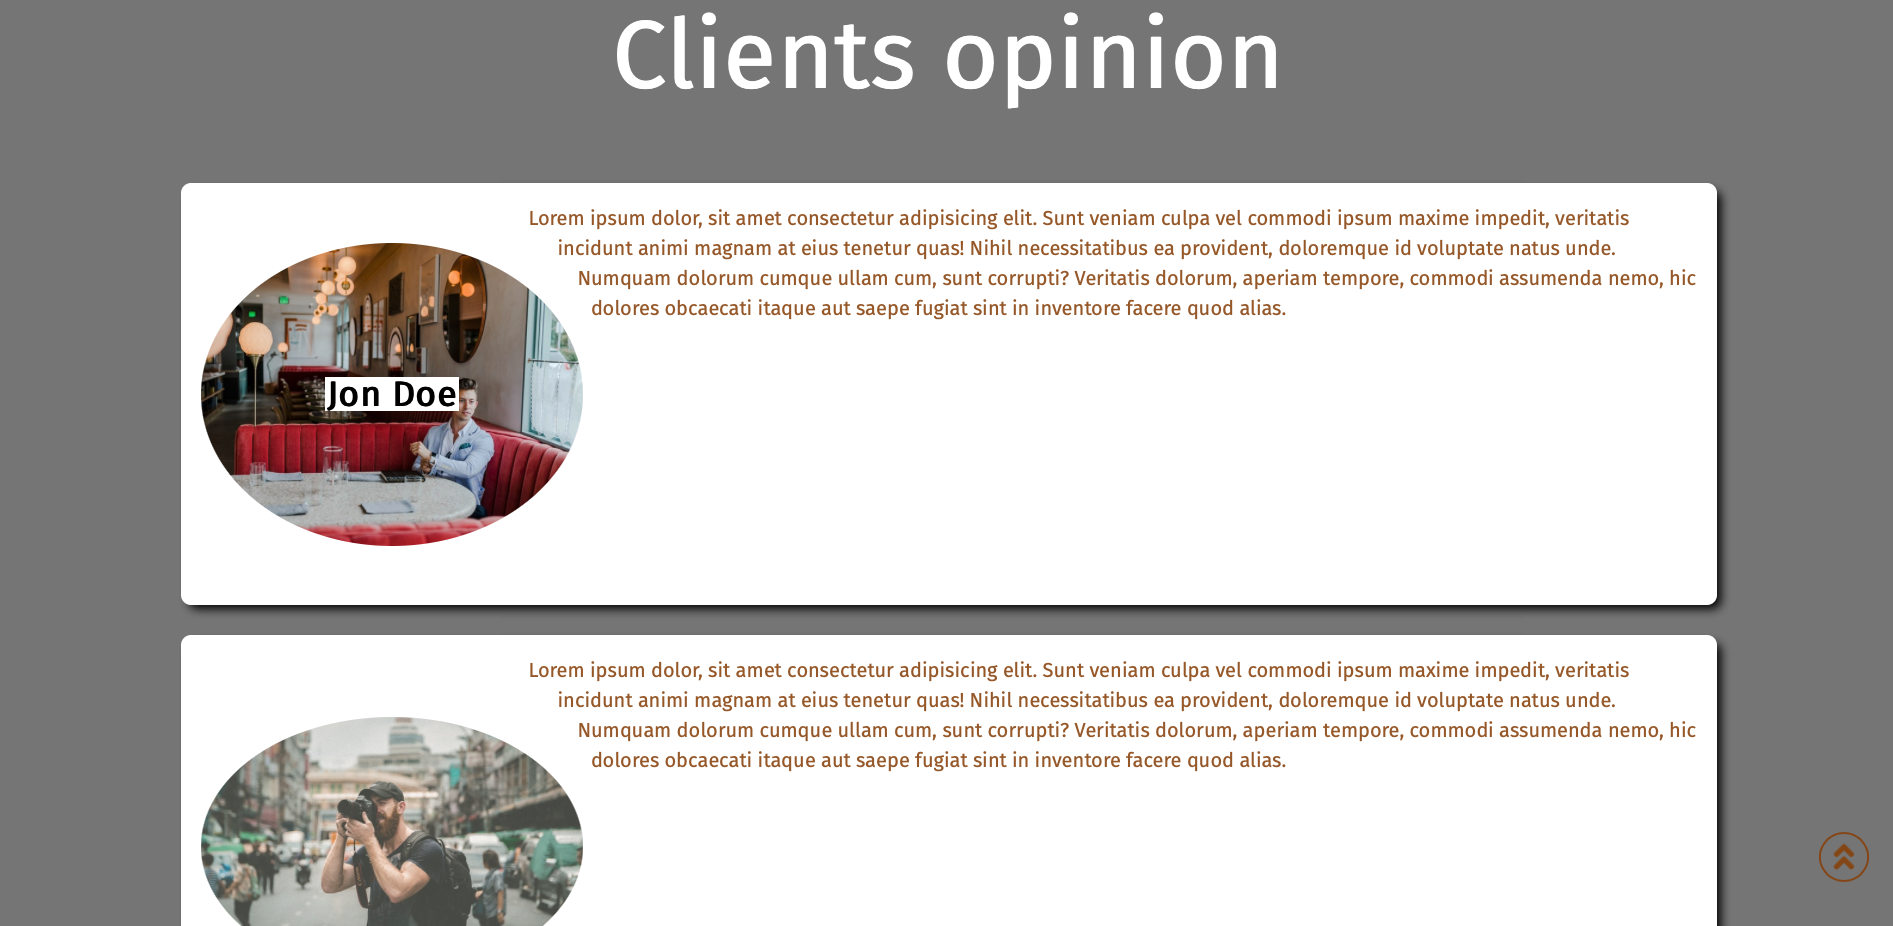 Clients opinion
Lorem ipsum dolor, sit amet consectetur adipisicing elit. Sunt veniam culpa vel commodi ipsum maxime impedit, veritatis
incidunt animi magnam at eius tenetur quas! Nihil necessitatibus ea provident, doloremque id voluptate natus unde.
Numquam dolorum cumque ullam cum, sunt corrupti? Veritatis dolorum, aperiam tempore, commodi assumenda nemo, hic
dolores obcaecati itaque aut saepe fugiat sint in inventore facere quod alias.
Jon Doe
Lorem ipsum dolor, sit amet consectetur adipisicing elit. Sunt veniam culpa vel commodi ipsum maxime impedit, veritatis
incidunt animi magnam at eius tenetur quas! Nihil necessitatibus ea provident, doloremque id voluptate natus unde.
Numquam dolorum cumque ullam cum, sunt corrupti? Veritatis dolorum, aperiam tempore, commodi assumenda nemo, hic
dolores obcaecati itaque aut saepe fugiat sint in inventore facere quod alias.